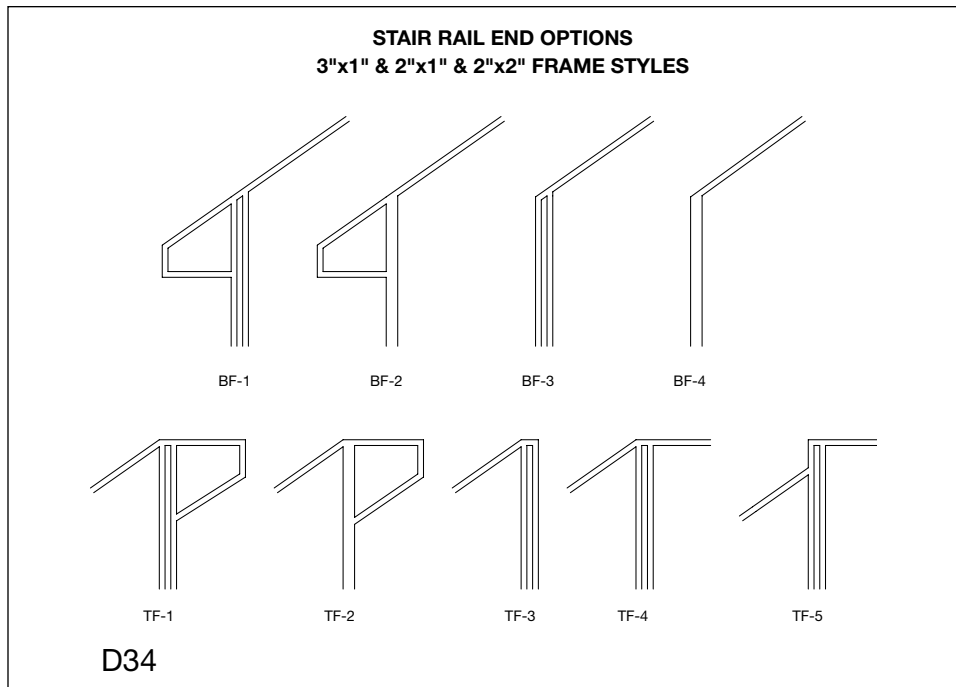 STAIR RAIL END OPTIONS
3"x1" & 2"x1" & 2"x2" FRAME STYLES
BF-1 BF-2 BF-3 BF-4
TF-1 TF-2 TF-3 TF-4 TF-5
D34